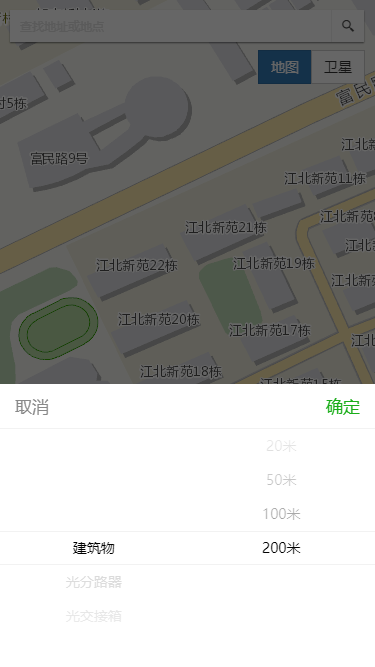 查找地址或地点
地图 卫星
富民
村5栋
富民路9号
江北新
江北新苑11栋
江北新苑
江北新苑21栋
江北
江北新苑22栋
江北新苑19栋
江北新
江北新苑20栋
江北新苑17栋
江北
江北新苑18栋
江北新苑15栋
取消 确定
20米
50米
100米
建筑物 200米
光分路器
光交接箱